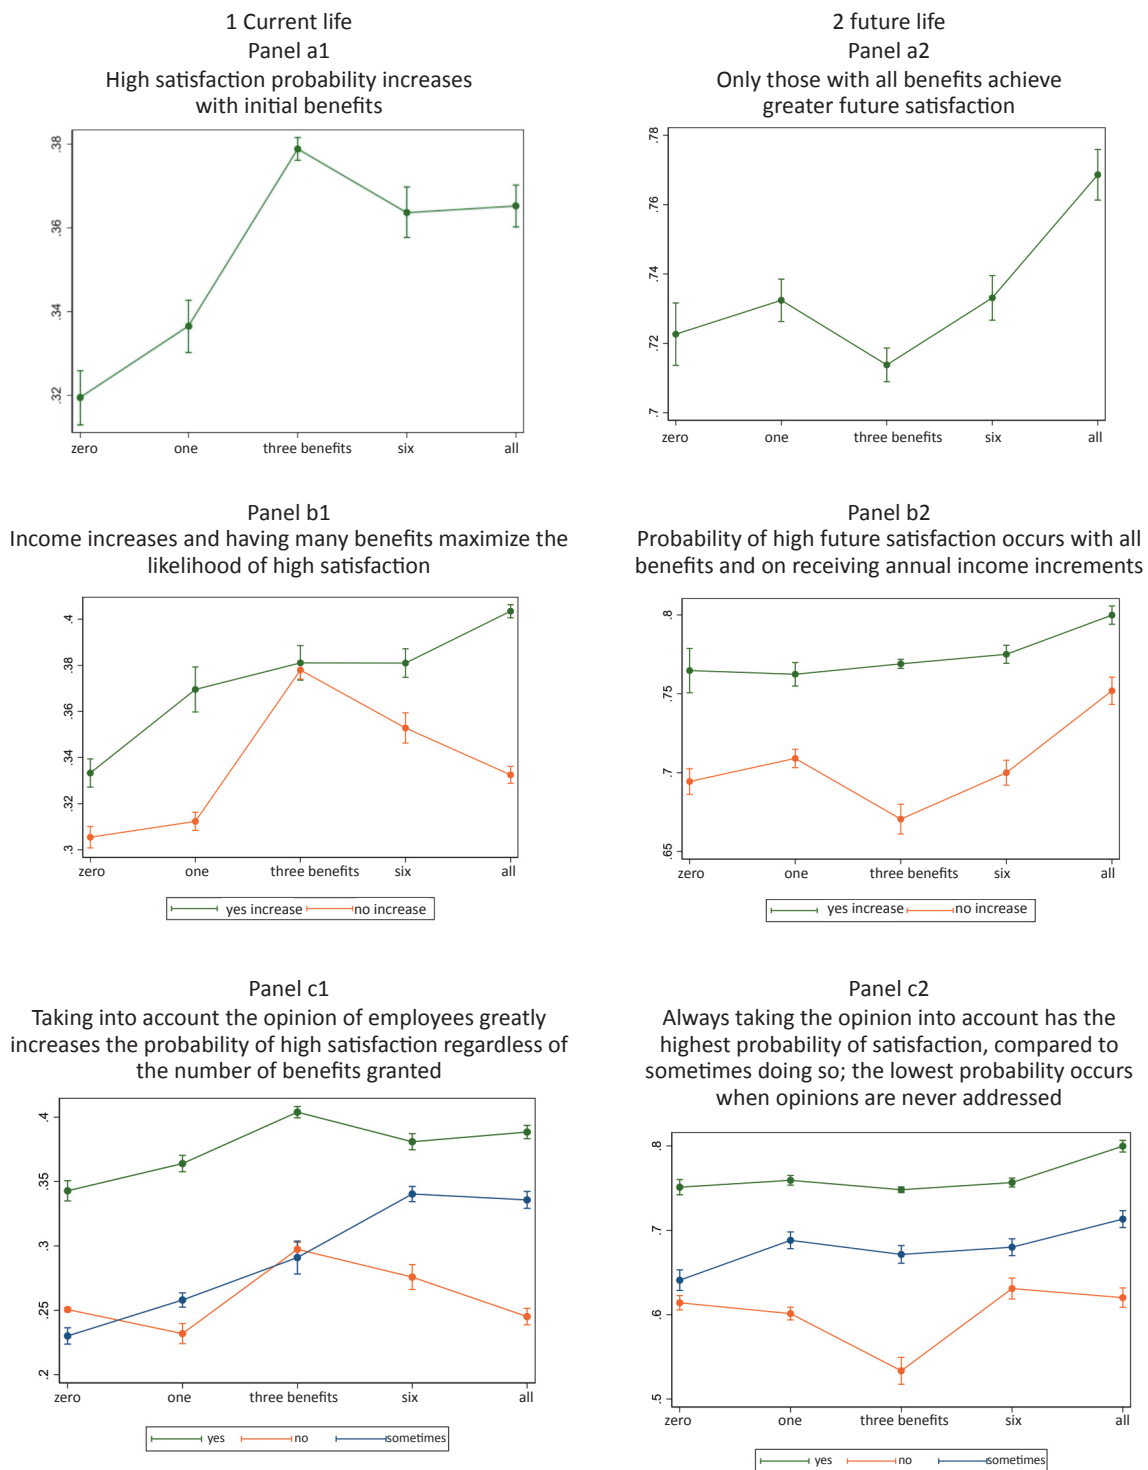 1 Current life
Panel a1
High satisfaction probability increases
with initial benefits
.38
.36
.34
.32
zero one three benefits six all
2 future life
Panel a2
Only those with all benefits achieve
greater future satisfaction
.78
.76
.74
.72
.7
zero one three benefits six all
Panel b1
Income increases and having many benefits maximize the
likelihood of high satisfaction
.4
.38
.36
.34
.32
.3
zero one three benefits six all
yes increase no increase
Panel b2
Probability of high future satisfaction occurs with all
benefits and on receiving annual income increments
.8
.75
.7
.65
zero one three benefits six all
yes increase no increase
Panel c1
Taking into account the opinion of employees greatly
increases the probability of high satisfaction regardless of
the number of benefits granted
.4
.35
.3
.25
.2
zero one three benefits six all
yes no sometimes
Panel c2
Always taking the opinion into account has the
highest probability of satisfaction, compared to
sometimes doing so; the lowest probability occurs
when opinions are never addressed
.8
.7
.6
.5
zero one three benefits six all
yes no sometimes